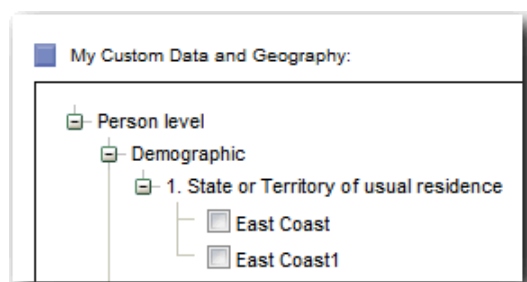 My Custom Data and Geography:
Person level
Demographic
1. State or Territory of usual residence
East Coast
East Coast1